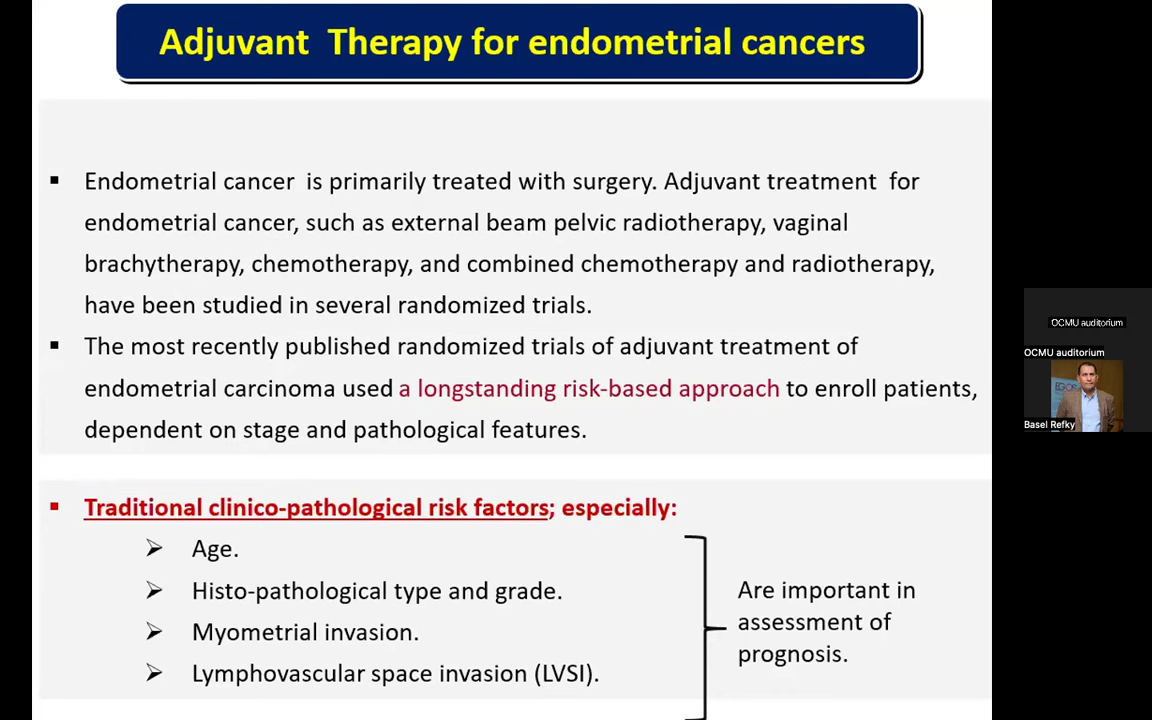 Adjuvant Therapy for endometrial cancers
▪ Endometrial cancer is primarily treated with surgery. Adjuvant treatment for
endometrial cancer, such as external beam pelvic radiotherapy, vaginal
brachytherapy, chemotherapy, and combined chemotherapy and radiotherapy,
have been studied in several randomized trials.
▪ The most recently published randomized trials of adjuvant treatment of
endometrial carcinoma used a longstanding risk-based approach to enroll patients,
dependent on stage and pathological features.
▪ Traditional clinico-pathological risk factors; especially:
➢ Age.
➢ Histo-pathological type and grade.
➢ Myometrial invasion.
➢ Lymphovascular space invasion (LVSI).
Are important in
assessment of
prognosis.
OCMU auditorium
OCMU auditorium
Basel Refky